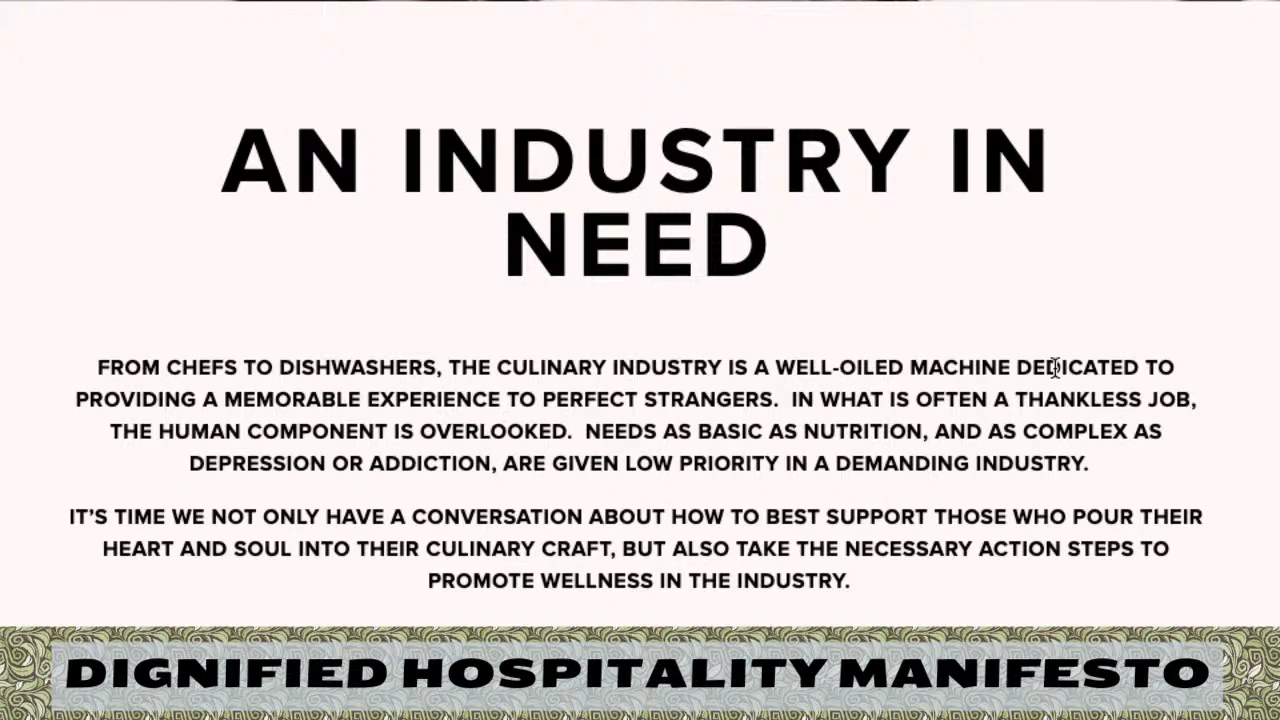 AN INDUSTRY IN
NEED
FROM CHEFS TO DISHWASHERS, THE CULINARY INDUSTRY IS A WELL-OILED MACHINE DEDICATED TO
PROVIDING A MEMORABLE EXPERIENCE TO PERFECT STRANGERS.  IN WHAT IS OFTEN A THANKLESS JOB,
THE HUMAN COMPONENT IS OVERLOOKED.  NEEDS AS BASIC AS NUTRITION, AND AS COMPLEX AS
DEPRESSION OR ADDICTION, ARE GIVEN LOW PRIORITY IN A DEMANDING INDUSTRY.
IT’S TIME WE NOT ONLY HAVE A CONVERSATION ABOUT HOW TO BEST SUPPORT THOSE WHO POUR THEIR
HEART AND SOUL INTO THEIR CULINARY CRAFT, BUT ALSO TAKE THE NECESSARY ACTION STEPS TO
PROMOTE WELLNESS IN THE INDUSTRY.
DIGNIFIED HOSPITALITY MANIFESTO